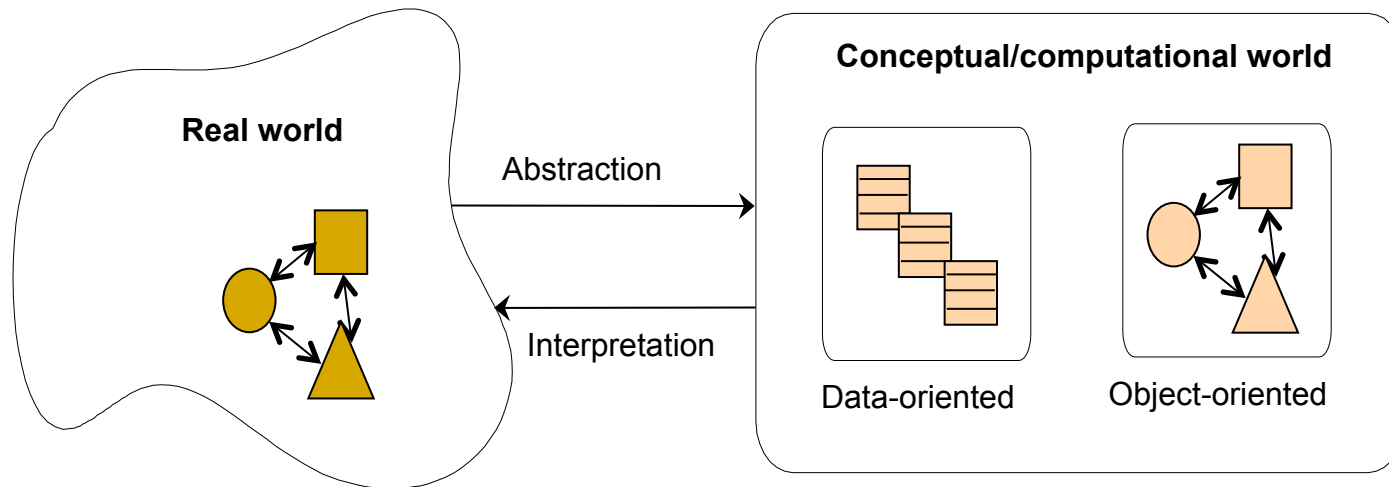 Conceptual/computational world
Real world
Abstraction
Interpretation
Data-oriented
Object-oriented